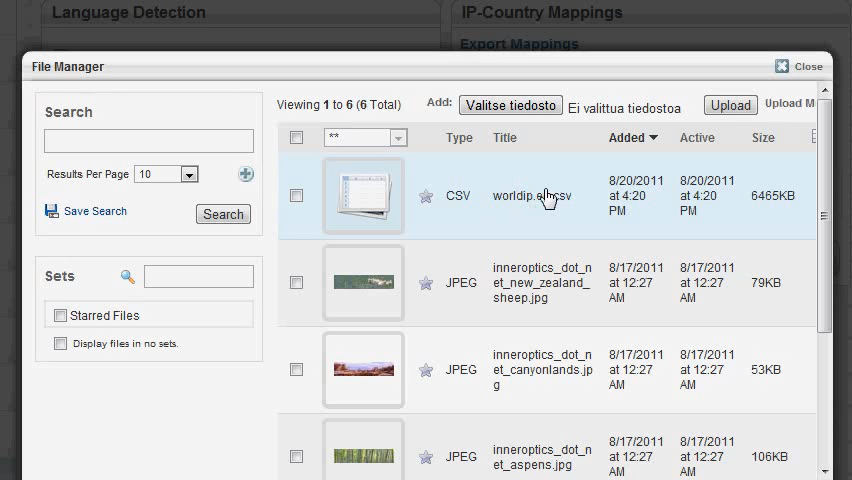 Language Detection
IP-Country Mappings
Export Mappings
File Manager
Close
Search
Results Per Page 10
Save Search
Search
Sets
Starred Files
Display files in no sets.
Viewing 1 to 6 (6 Total)
Add:
Valitse tiedosto
Ei valittua tiedostoa
Upload
Upload M
**
Type
Title
Added
Active
Size
CSV
8/20/2011
at 4:20
PM
8/20/2011
at 4:20
PM
6465KB
JPEG
inneroptics_dot_n
et_new_zealand_
sheep.jpg
8/17/2011
at 12:27
AM
8/17/2011
at 12:27
AM
79KB
JPEG
inneroptics_dot_n
et_canyonlands.jp
g
8/17/2011
at 12:27
AM
8/17/2011
at 12:27
AM
53KB
JPEG
inneroptics_dot_n
et_aspens.jpg
8/17/2011
at 12:27
AM
8/17/2011
at 12:27
AM
106KB